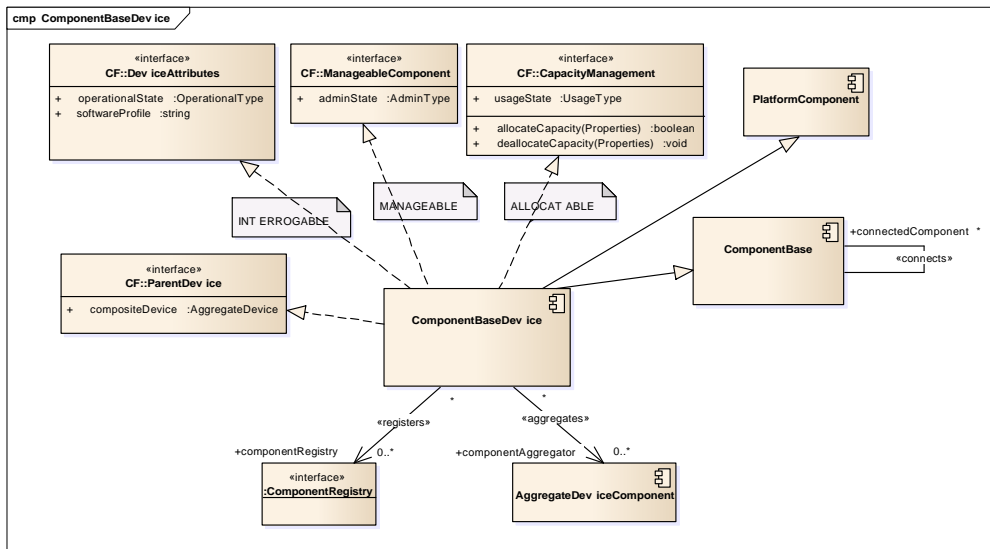 cmp ComponentBaseDev ice
«interface»
CF::Dev iceAttributes
+ operationalState :OperationalType
+ softwareProfile :string
«interface»
CF::ManageableComponent
+ adminState :AdminType
«interface»
CF::CapacityManagement
+ usageState :UsageType
+ allocateCapacity(Properties) :boolean
+ deallocateCapacity(Properties) :void
PlatformComponent
INT ERROGABLE
MANAGEABLE
ALLOCAT ABLE
ComponentBase
+connectedComponent *
«connects»
«interface»
CF::ParentDev ice
+ compositeDevice :AggregateDevice
ComponentBaseDev ice
*
*
«registers»
«aggregates»
+componentRegistry 0..*
+componentAggregator 0..*
«interface»
:ComponentRegistry
AggregateDev iceComponent